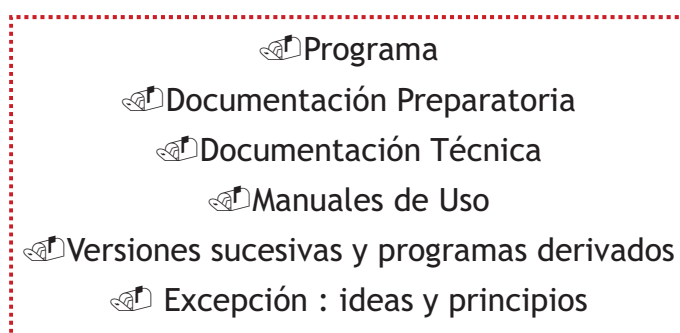 Programa
Documentación Preparatoria
Documentación Técnica
Manuales de Uso
Versiones sucesivas y programas derivados
Excepción : ideas y principios